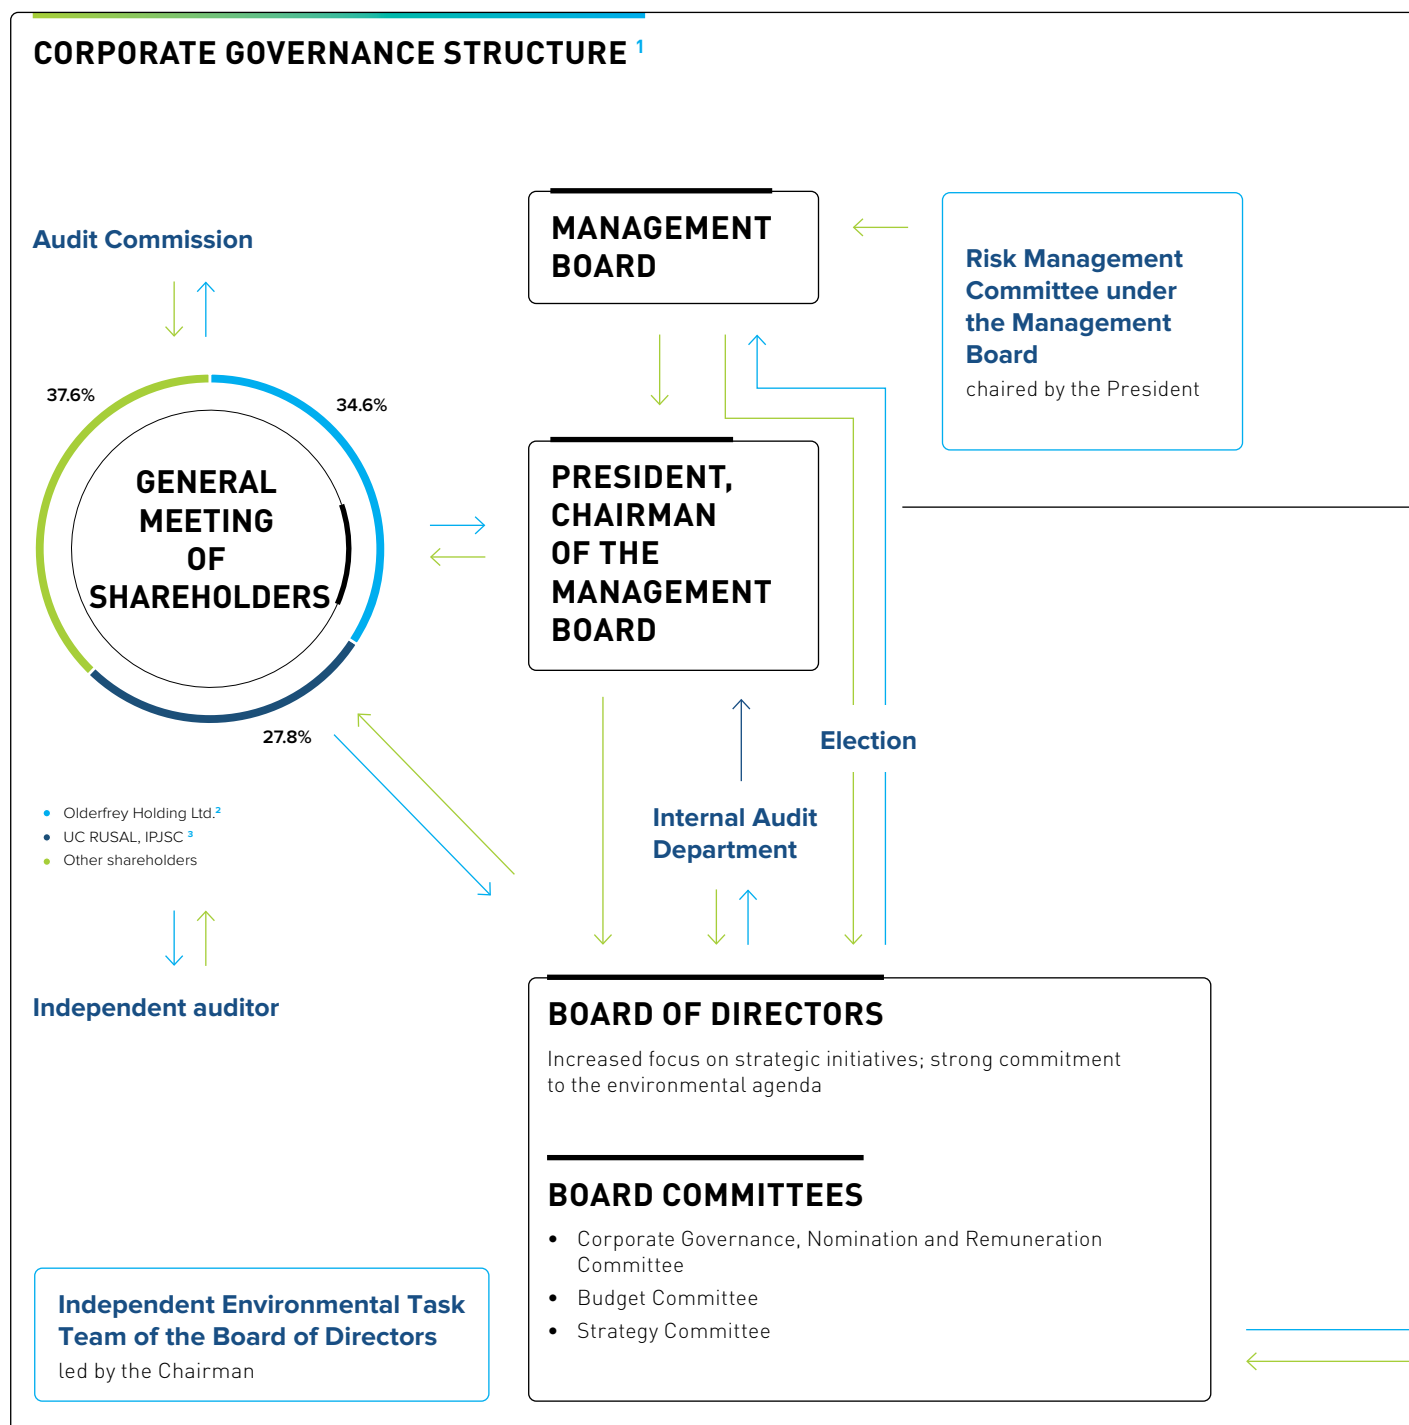 CORPORATE GOVERNANCE STRUCTURE 1
Audit Commission
MANAGEMENT
BOARD
Risk Management
Committee under
the Management
Board
chaired by the President
37.6%
34.6%
GENERAL
MEETING
OF
SHAREHOLDERS
27.8%
PRESIDENT,
CHAIRMAN
OF THE
MANAGEMENT
BOARD
Election
Internal Audit
Department
• Olderfrey Holding Ltd.2
• UC RUSAL, IPJSC 3
• Other shareholders
Independent auditor
BOARD OF DIRECTORS
Increased focus on strategic initiatives; strong commitment
to the environmental agenda
BOARD COMMITTEES
• Corporate Governance, Nomination and Remuneration
Committee
• Budget Committee
• Strategy Committee
Independent Environmental Task
Team of the Board of Directors
led by the Chairman